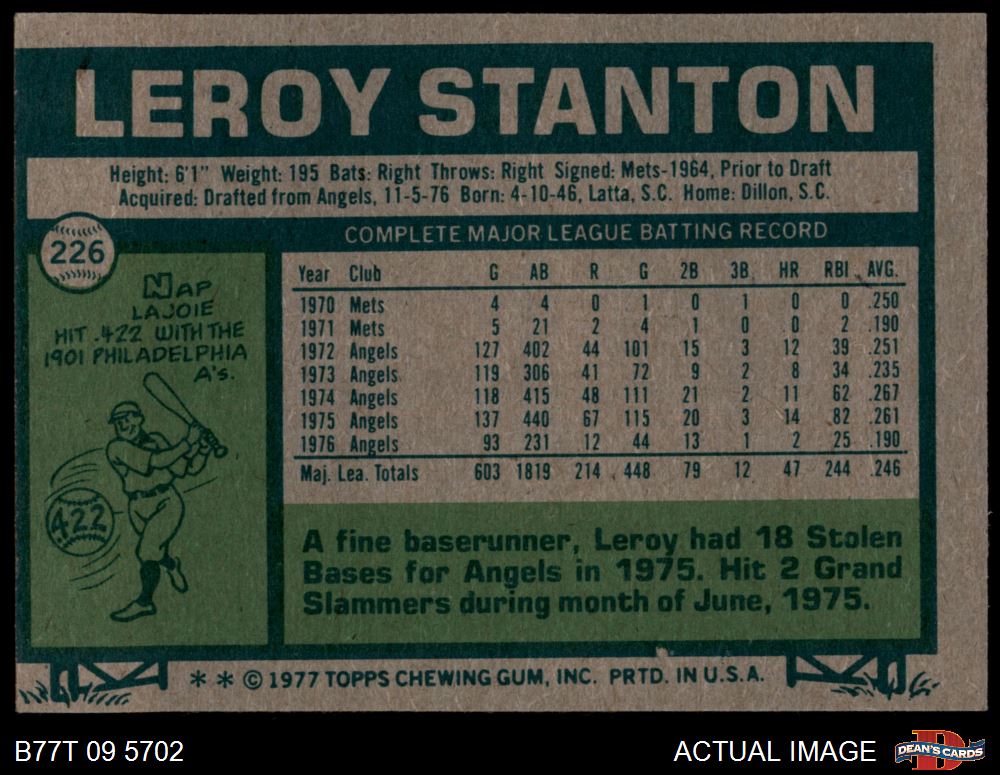 LEROY STANTON
Height: 6'1" Weight: 195 Bats: Right Throws: Right Signed: Mets-1964, Prior to Draft
Acquired: Drafted from Angels, 11-5-76 Born: 4-10-46, Latta, S.C. Home: Dillon, S.C.
226
COMPLETE MAJOR LEAGUE BATTING RECORD
Year Club G AB R G 2B 3B HR RBI AVG.
1970 Mets 4 4 0 1 0 1 0 0 .250
1971 Mets 5 21 2 4 1 0 0 2 .190
1972 Angels 127 402 44 101 15 3 12 39 .251
1973 Angels 119 306 41 72 9 2 8 34 .235
1974 Angels 118 415 48 111 21 2 11 62 .267
1975 Angels 137 440 67 115 20 3 14 82 .261
1976 Angels 93 231 12 44 13 1 2 25 .190
Maj. Lea. Totals 603 1819 214 448 79 12 47 244 .246
NAP
LAJOIE
HIT .422 WITH THE
1901 PHILADELPHIA
A's.
.422
A fine baserunner, Leroy had 18 Stolen
Bases for Angels in 1975. Hit 2 Grand
Slammers during month of June, 1975.
* * © 1977 TOPPS CHEWING GUM, INC. PRTD. IN U.S.A.
B77T 09 5702
ACTUAL IMAGE
D
DEAN'S CARDS